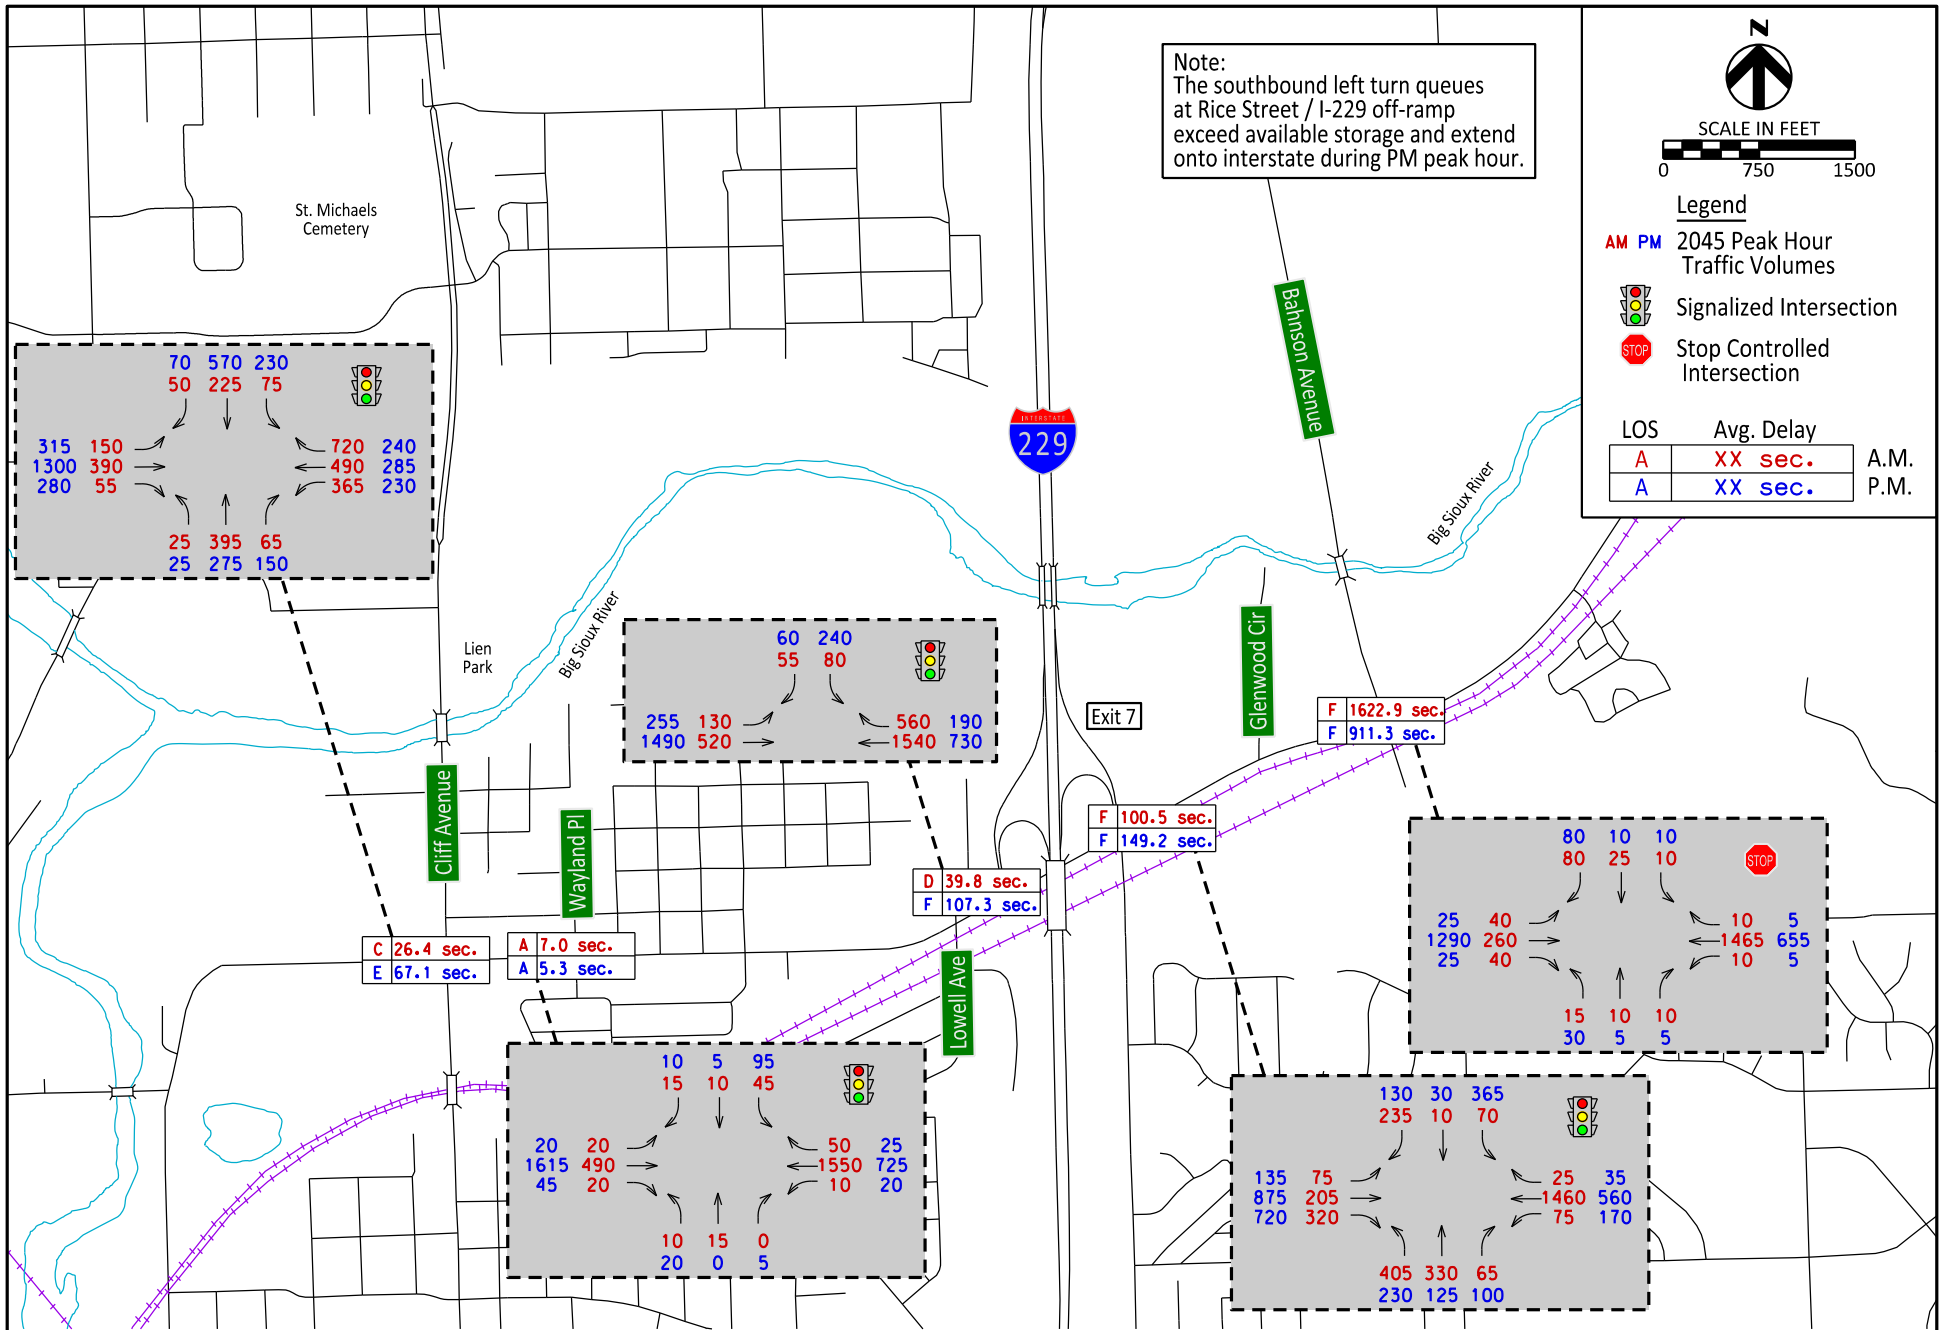 Note:
The southbound left turn queues
at Rice Street / I-229 off-ramp
exceed available storage and extend
onto interstate during PM peak hour.
N
SCALE IN FEET
0 750 1500
Legend
AM PM 2045 Peak Hour
Traffic Volumes
Signalized Intersection
STOP Stop Controlled
Intersection
LOS Avg. Delay
A XX sec. A.M.
A XX sec. P.M.
St. Michaels
Cemetery
70 570 230
50 225 75
315 150 720 240
1300 390 490 285
280 55 365 230
25 395 65
25 275 150
INTERSTATE
229
Bahnson Avenue
Big Sioux River
Lien
Park
Big Sioux River
60 240
55 80
255 130 560 190
1490 520 1540 730
Exit 7
Glenwood Cir
F 1622.9 sec.
F 911.3 sec.
Cliff Avenue
Wayland Pl
F 100.5 sec.
F 149.2 sec.
D 39.8 sec.
F 107.3 sec.
C 26.4 sec.
E 67.1 sec.
A 7.0 sec.
A 5.3 sec.
Lowell Ave
80 10 10
80 25 10
STOP
25 40 10 5
1290 260 1465 655
25 40 10 5
15 10 10
30 5 5
10 5 95
15 10 45
20 20 50 25
1615 490 1550 725
45 20 10 20
10 15 0
20 0 5
130 30 365
235 10 70
135 75 25 35
875 205 1460 560
720 320 75 170
405 330 65
230 125 100